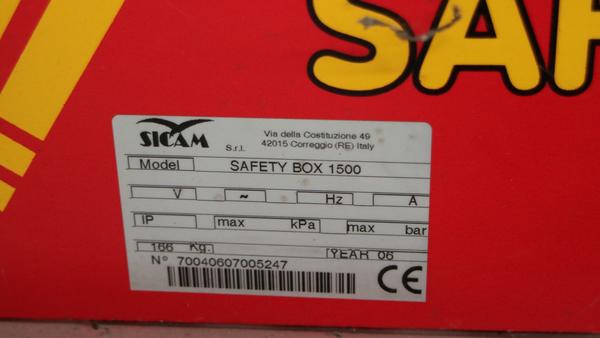 SAF
SICAM S.r.l.
Via della Costituzione 49
42015 Correggio (RE) Italy
Model SAFETY BOX 1500
V ~ Hz A
IP max kPa max bar
166 Kg. YEAR 06
N° 70040607005247
CE